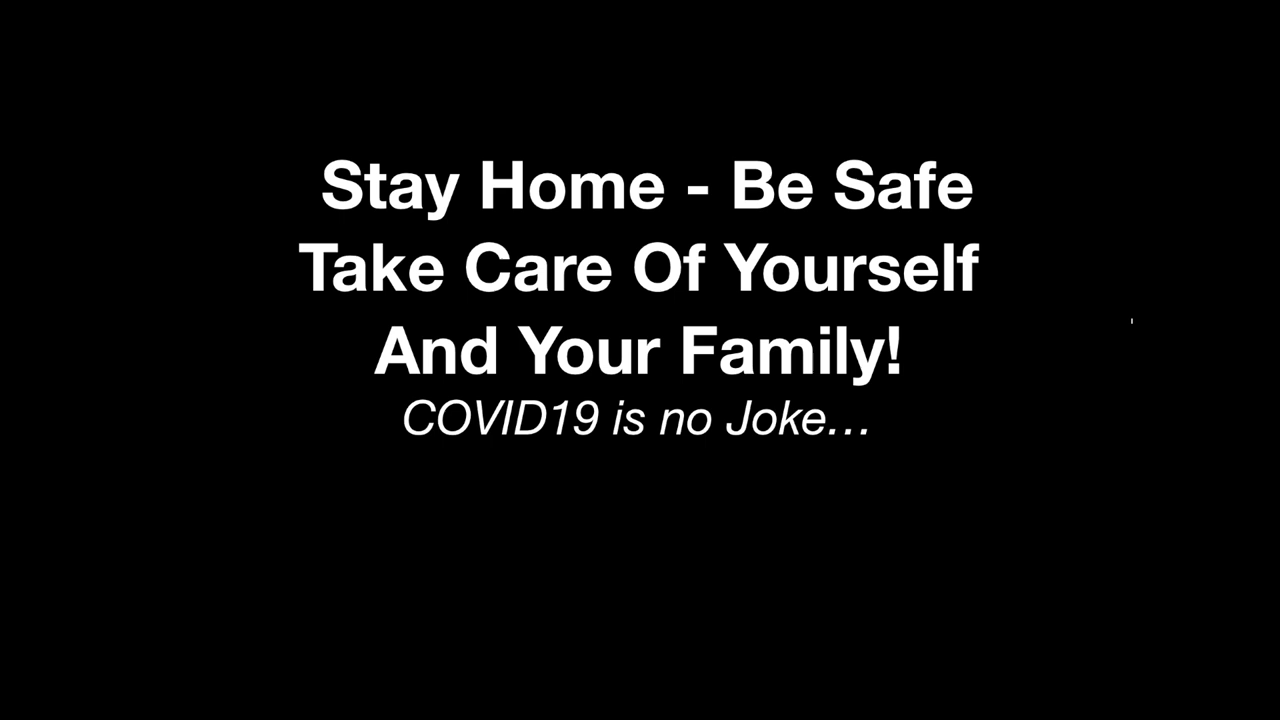 Stay Home - Be Safe
Take Care Of Yourself
And Your Family!
COVID19 is no Joke…